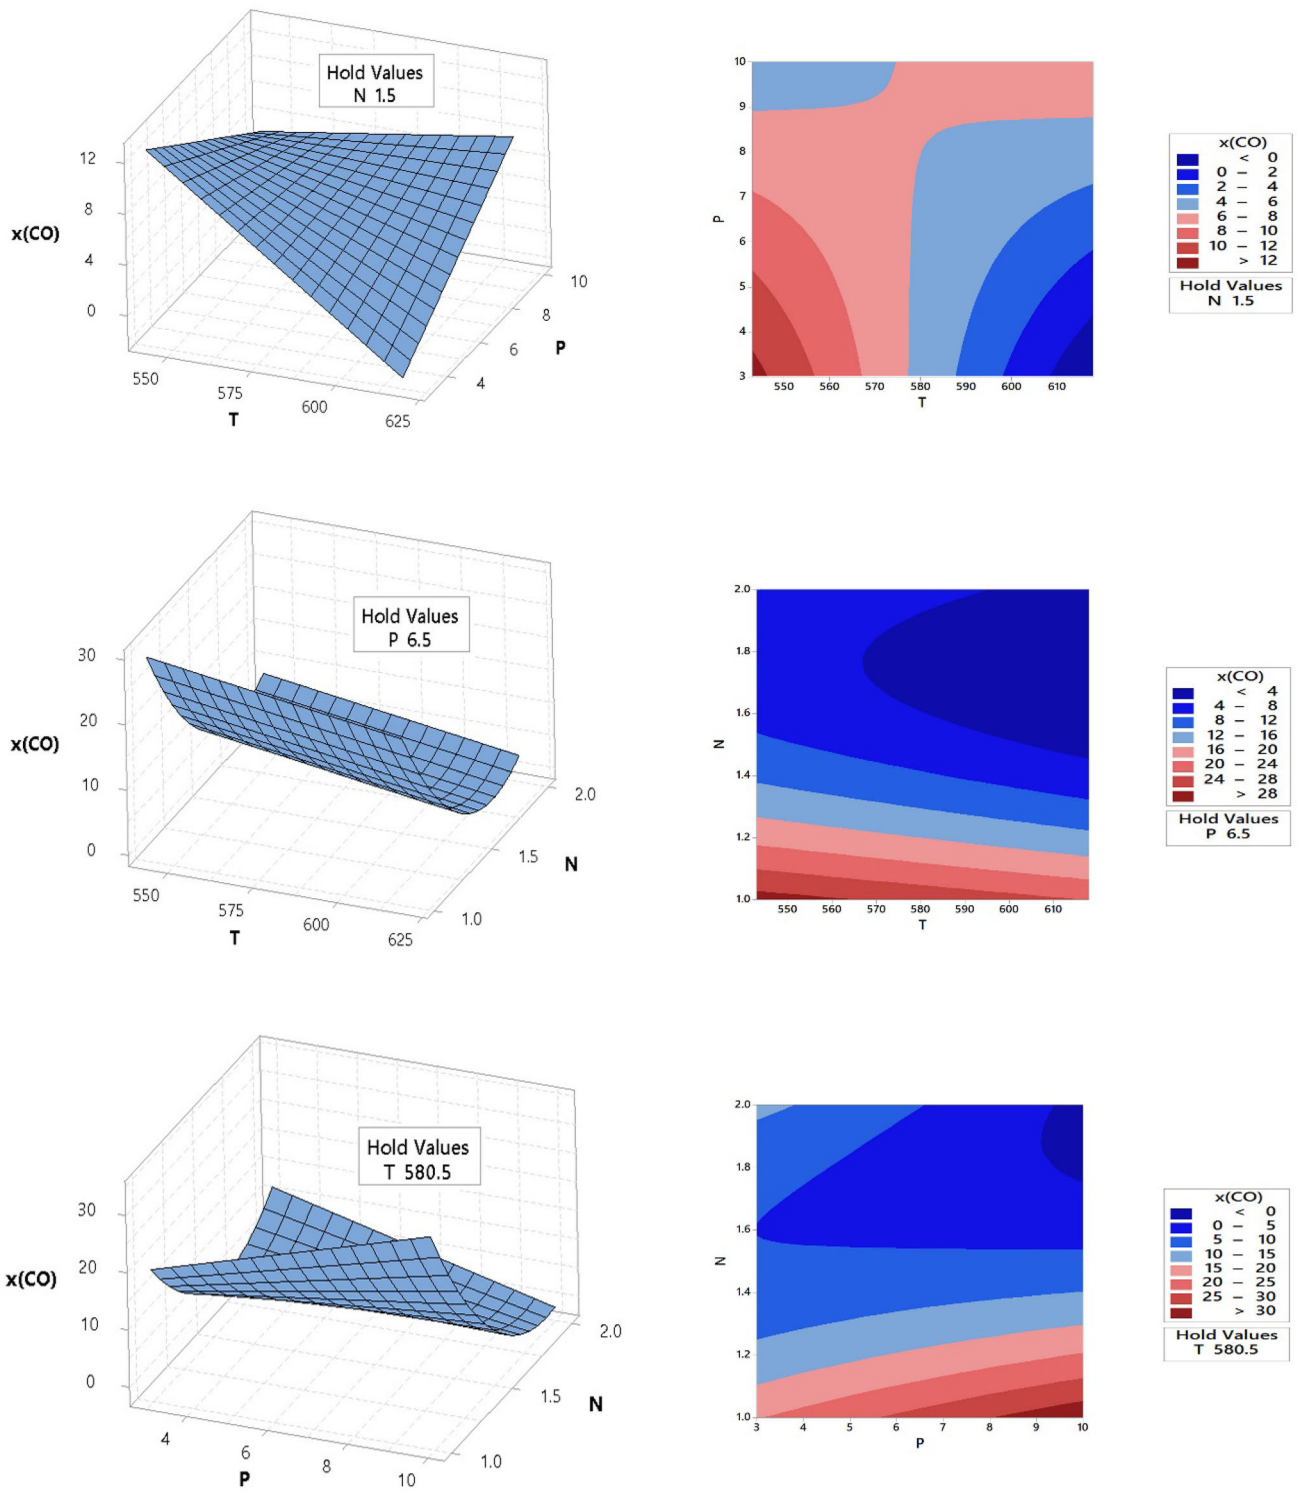 Hold Values
N 1.5
12
8
4
0
x(CO)
550
575
600
625
T
4
6
8
10
P
10
9
8
7
6
5
4
3
P
550 560 570 580 590 600 610
T
x(CO)
< 0
0 – 2
2 – 4
4 – 6
6 – 8
8 – 10
10 – 12
> 12
Hold Values
N 1.5
Hold Values
P 6.5
30
20
10
0
x(CO)
550
575
600
625
T
1.0
1.5
2.0
N
2.0
1.8
1.6
1.4
1.2
1.0
N
550 560 570 580 590 600 610
T
x(CO)
< 4
4 – 8
8 – 12
12 – 16
16 – 20
20 – 24
24 – 28
> 28
Hold Values
P 6.5
Hold Values
T 580.5
30
20
10
0
x(CO)
4
6
8
10
P
1.0
1.5
2.0
N
2.0
1.8
1.6
1.4
1.2
1.0
N
3 4 5 6 7 8 9 10
P
x(CO)
< 0
0 – 5
5 – 10
10 – 15
15 – 20
20 – 25
25 – 30
> 30
Hold Values
T 580.5